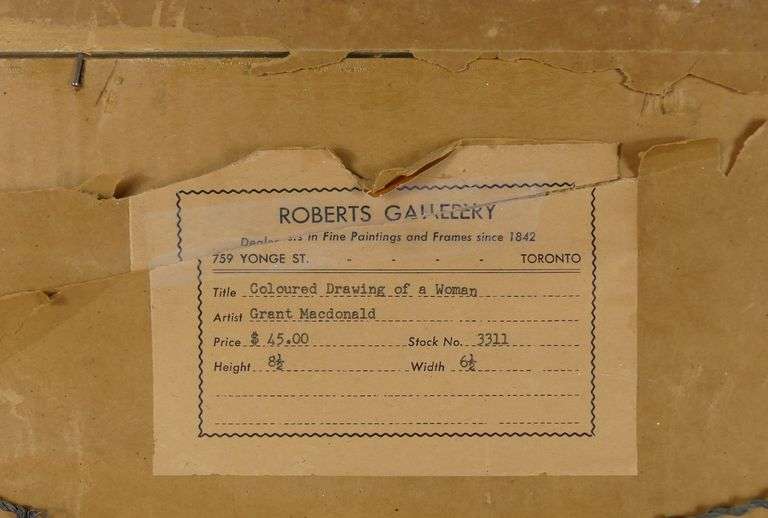 ROBERTS GALLERY
in Fine Paintings and Frames since 1842
759 YONGE ST. - - - - TORONTO
Title Coloured Drawing of a Woman
Artist Grant Macdonald
Price $ 45.00 Stock No. 3311
Height 8½ Width 6½